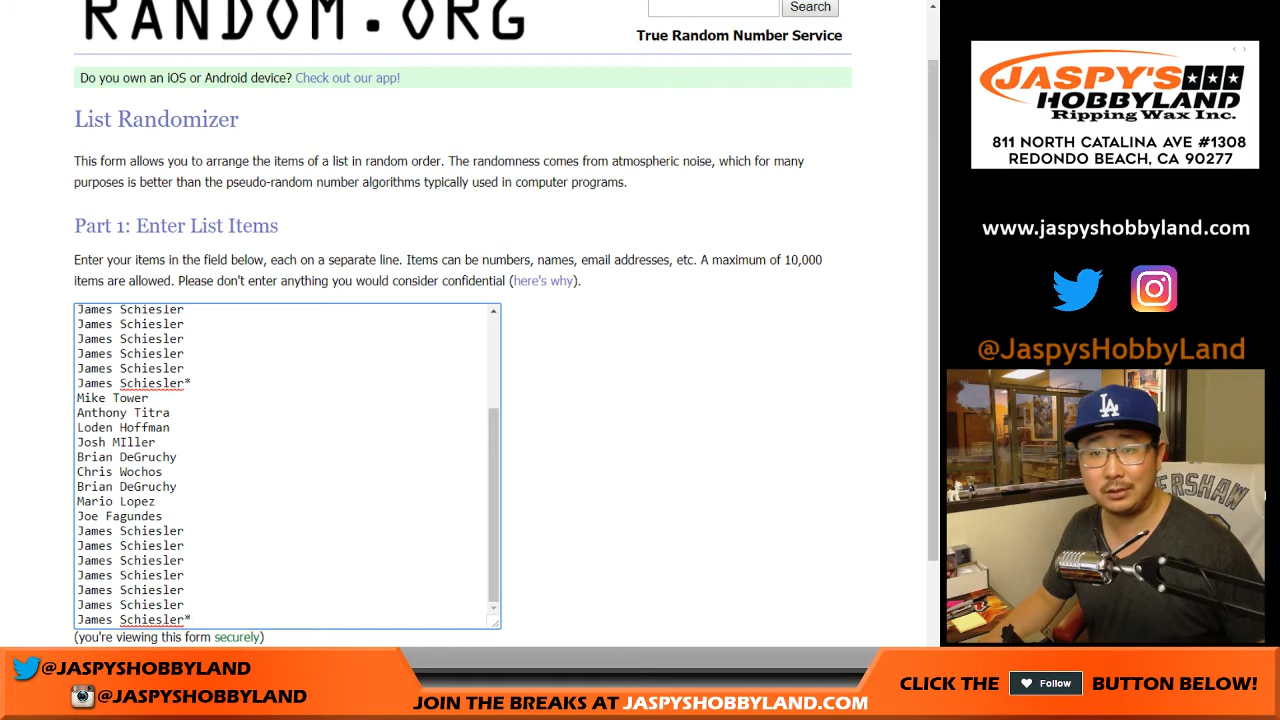 RANDOM.ORG
Search
True Random Number Service
Do you own an iOS or Android device? Check out our app!
List Randomizer
This form allows you to arrange the items of a list in random order. The randomness comes from atmospheric noise, which for many
purposes is better than the pseudo-random number algorithms typically used in computer programs.
Part 1: Enter List Items
Enter your items in the field below, each on a separate line. Items can be numbers, names, email addresses, etc. A maximum of 10,000
items are allowed. Please don't enter anything you would consider confidential (here's why).
James Schiesler
James Schiesler
James Schiesler
James Schiesler
James Schiesler
James Schiesler*
Mike Tower
Anthony Titra
Loden Hoffman
Josh MIller
Brian DeGruchy
Chris Wochos
Brian DeGruchy
Mario Lopez
Joe Fagundes
James Schiesler
James Schiesler
James Schiesler
James Schiesler
James Schiesler
James Schiesler
James Schiesler*
(you're viewing this form securely)
JASPY'S
HOBBYLAND
Ripping Wax Inc.
811 NORTH CATALINA AVE #1308
REDONDO BEACH, CA 90277
www.jaspyshobbyland.com
@JaspysHobbyLand
LA
ERSHAW
@JASPYSHOBBYLAND
@JASPYSHOBBYLAND
JOIN THE BREAKS AT JASPYSHOBBYLAND.COM
CLICK THE Follow BUTTON BELOW!